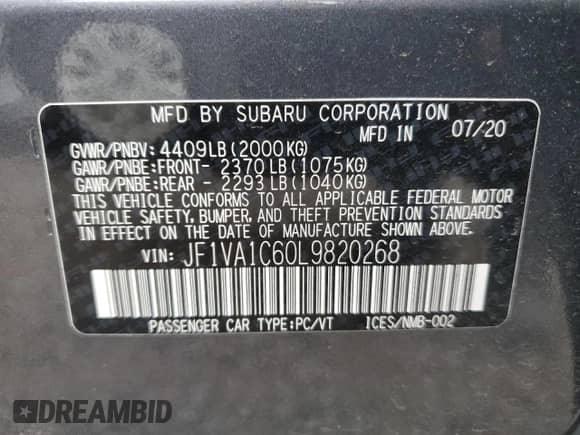 MFD BY SUBARU CORPORATION
MFD IN 07/20
GVWR/PNBV: 4409LB(2000KG)
GAWR/PNBE:FRONT- 2370LB(1075KG)
GAWR/PNBE:REAR - 2293LB(1040KG)
THIS VEHICLE CONFORMS TO ALL APPLICABLE FEDERAL MOTOR
VEHICLE SAFETY, BUMPER, AND THEFT PREVENTION STANDARDS
IN EFFECT ON THE DATE OF MANUFACTURE SHOWN ABOVE.
VIN: JF1VA1C60L9820268
PASSENGER CAR TYPE:PC/VT ICES/NMB-002
DREAMBID